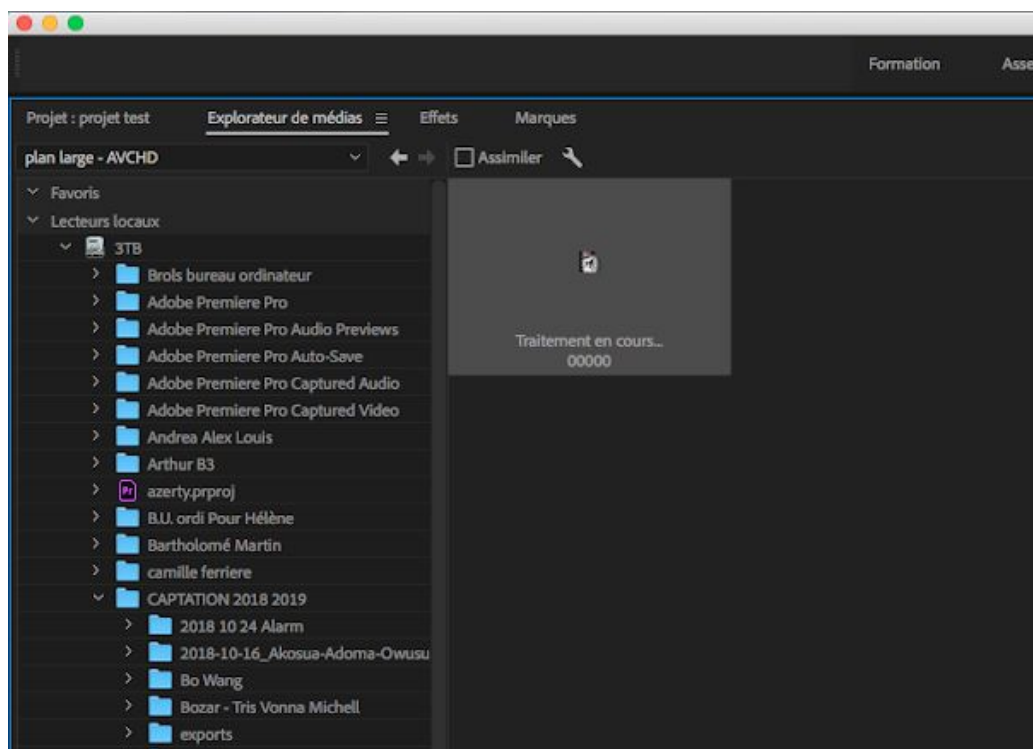 Formation Asse
Projet : projet test Explorateur de médias Effets Marques
plan large - AVCHD Assimiler
Favoris
Lecteurs locaux
3TB
Brols bureau ordinateur
Adobe Premiere Pro
Adobe Premiere Pro Audio Previews
Adobe Premiere Pro Auto-Save
Adobe Premiere Pro Captured Audio
Adobe Premiere Pro Captured Video
Andrea Alex Louis
Arthur B3
Pr azerty.prproj
B.U. ordi Pour Hélène
Bartholomé Martin
camille ferriere
CAPTATION 2018 2019
2018 10 24 Alarm
2018-10-16_Akosua-Adoma-Owusu
Bo Wang
Bozar - Tris Vonna Michell
exports
Traitement en cours...
00000